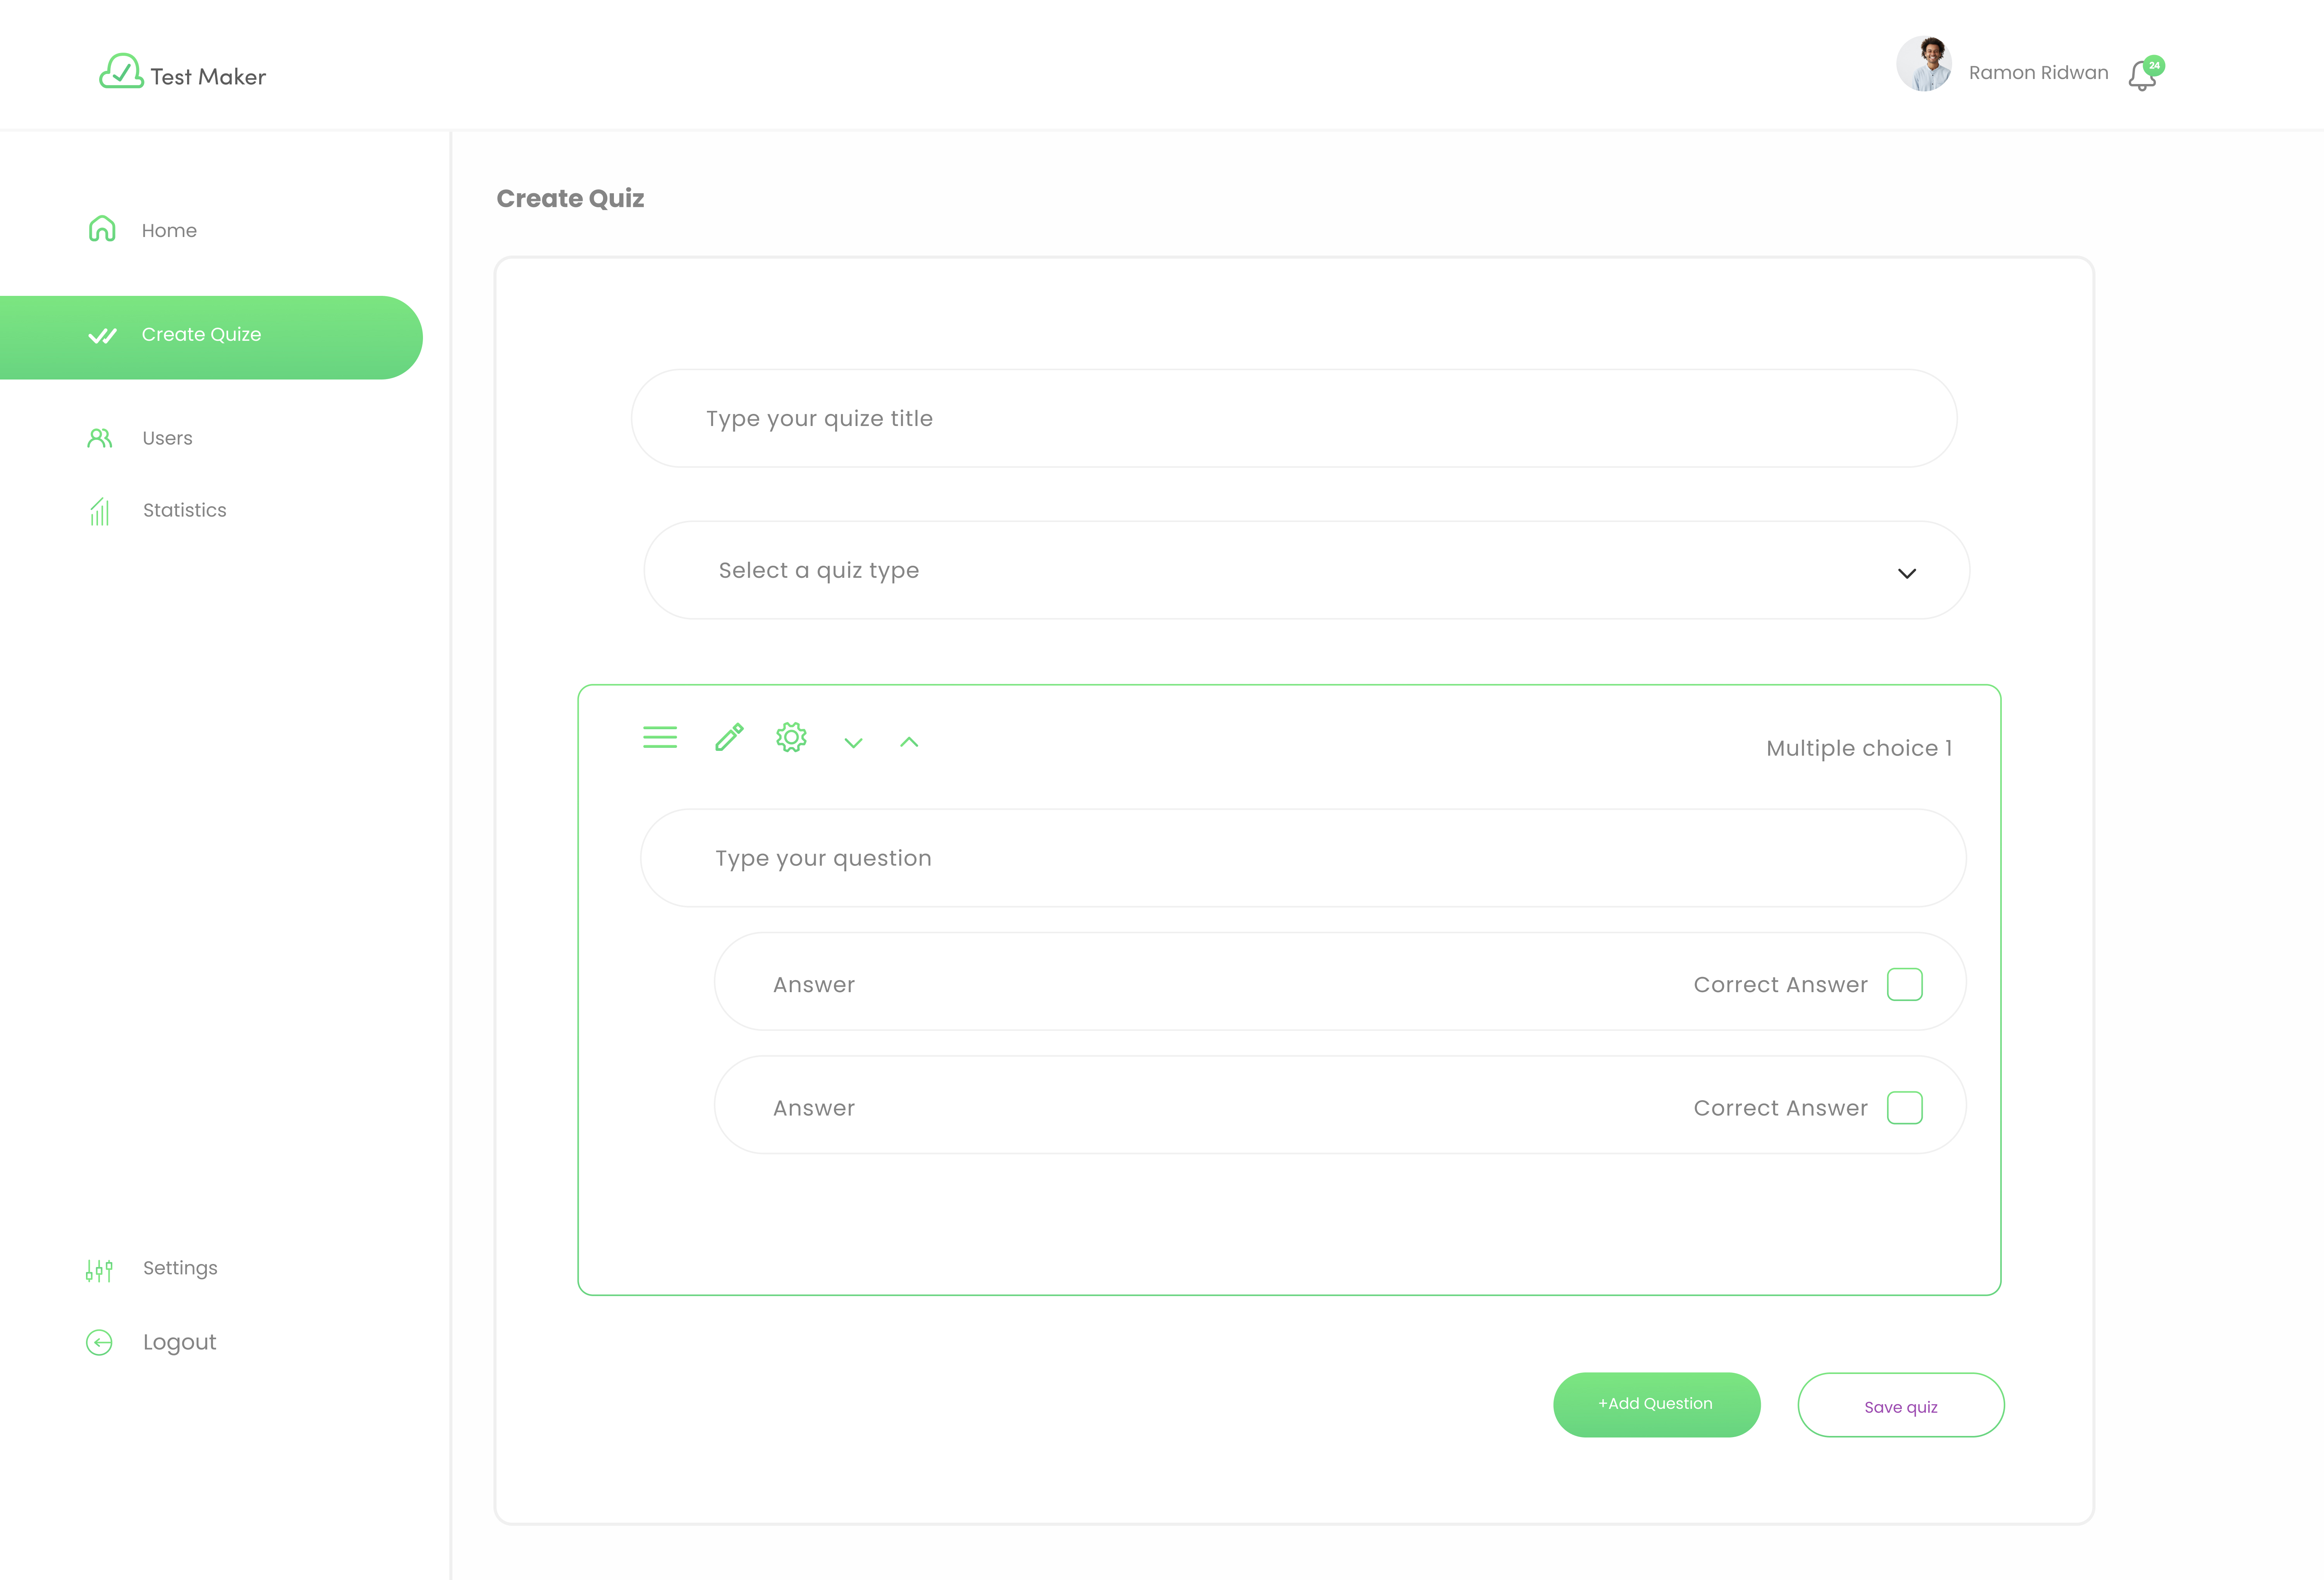 Test Maker
Ramon Ridwan
24
Home
Create Quize
Users
Statistics
Settings
Logout
Create Quiz
Type your quize title
Select a quiz type
Multiple choice 1
Type your question
Answer Correct Answer
Answer Correct Answer
+Add Question
Save quiz